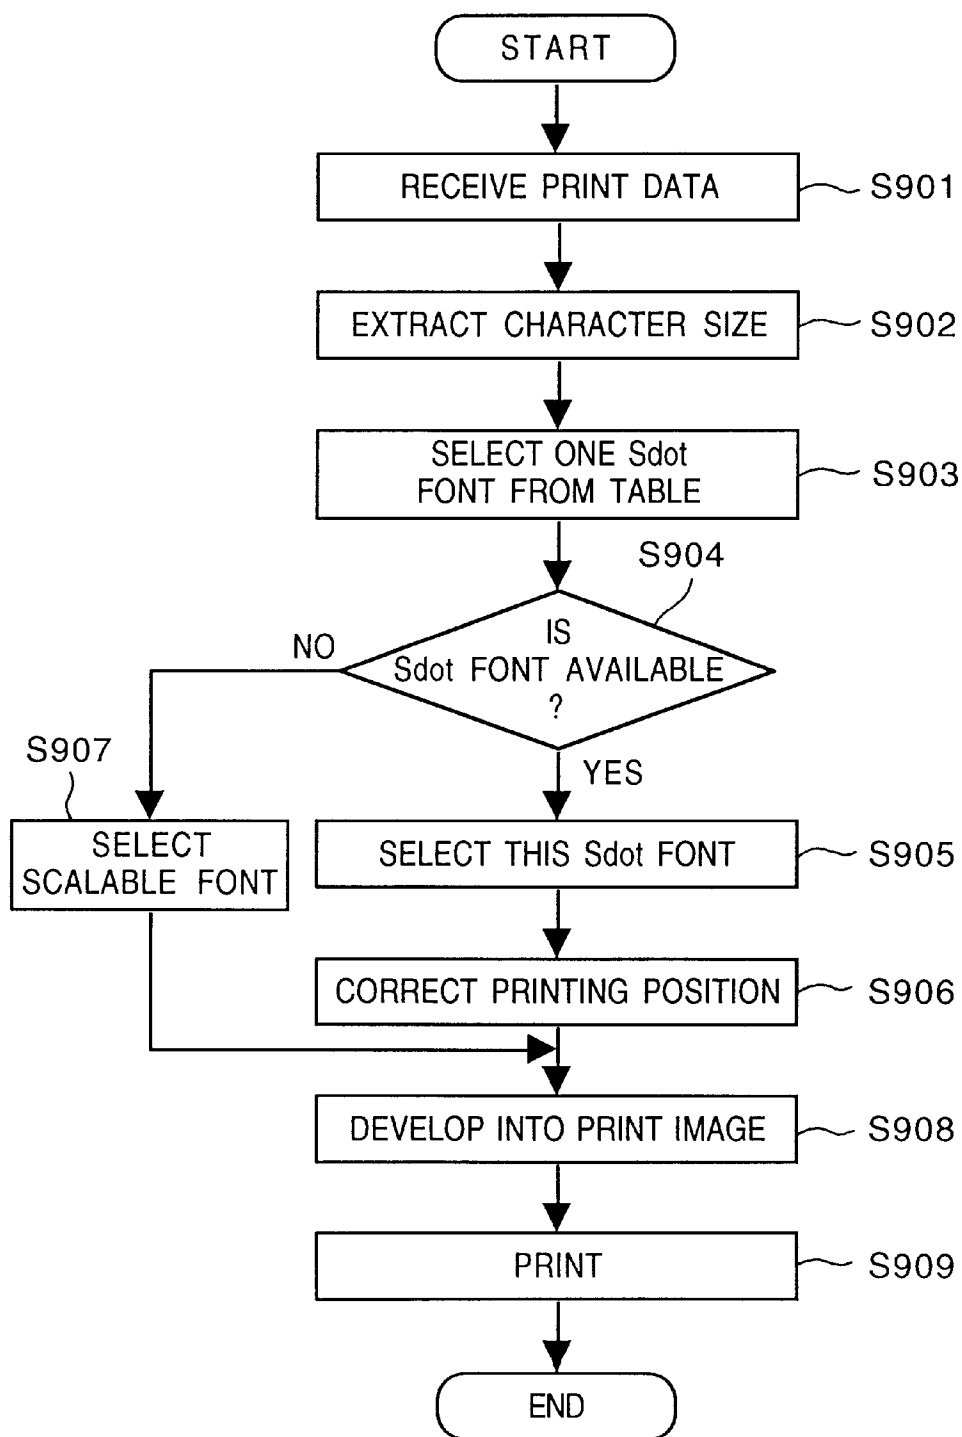 START
RECEIVE PRINT DATA
S901
EXTRACT CHARACTER SIZE
S902
SELECT ONE Sdot
FONT FROM TABLE
S903
S904
IS
Sdot FONT AVAILABLE
?
NO
YES
S907
SELECT
SCALABLE FONT
SELECT THIS Sdot FONT
S905
CORRECT PRINTING POSITION
S906
DEVELOP INTO PRINT IMAGE
S908
PRINT
S909
END